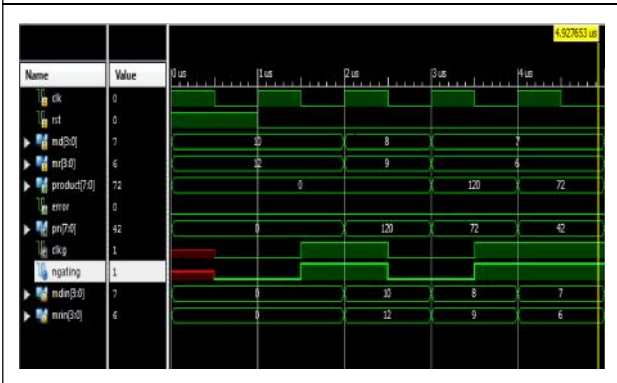 4.927653 us
Name Value 0 us 1 us 2 us 3 us 4 us
clk 0
rst 0
md[3:0] 7 10 8 7
mr[3:0] 6 12 9 6
product[7:0] 72 0 120 72
error 0
prr[7:0] 42 0 120 72 42
clkg 1
ngating 1
mdin[3:0] 7 0 10 8 7
mrin[3:0] 6 0 12 9 6